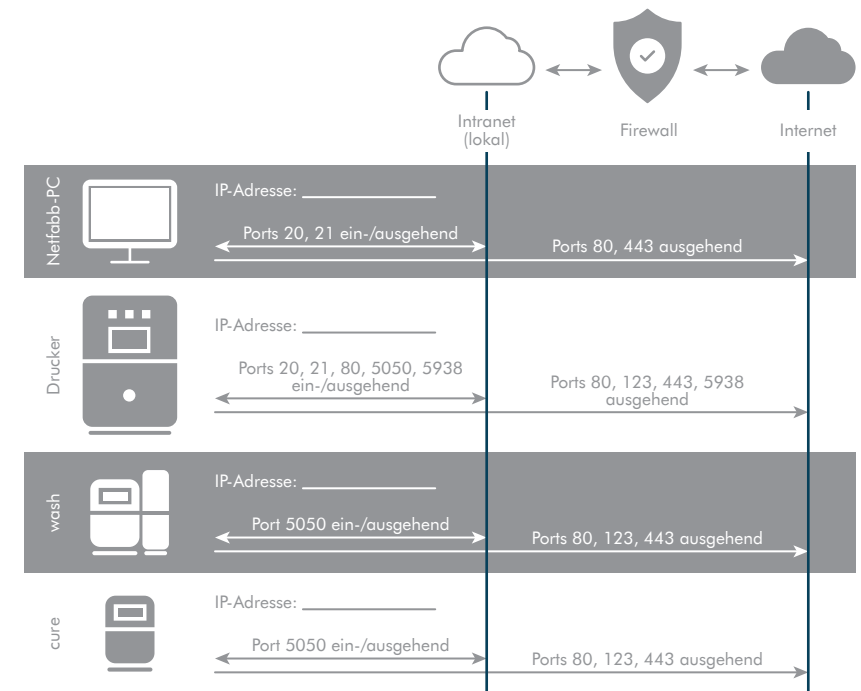 Intranet
(lokal)
Firewall
Internet
Netfabb-PC
IP-Adresse:
Ports 20, 21 ein-/ausgehend
Ports 80, 443 ausgehend
Drucker
IP-Adresse:
Ports 20, 21, 80, 5050, 5938
ein-/ausgehend
Ports 80, 123, 443, 5938
ausgehend
wash
IP-Adresse:
Port 5050 ein-/ausgehend
Ports 80, 123, 443 ausgehend
cure
IP-Adresse:
Port 5050 ein-/ausgehend
Ports 80, 123, 443 ausgehend